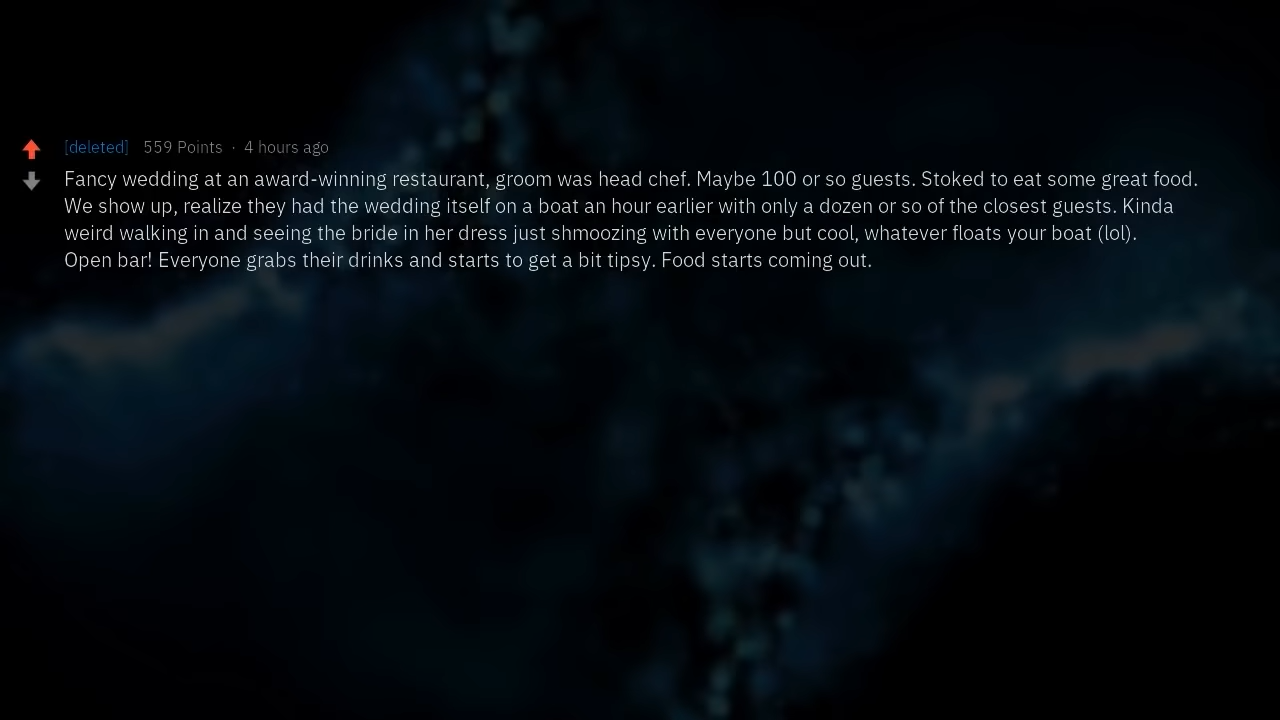 [deleted] 559 Points · 4 hours ago
Fancy wedding at an award-winning restaurant, groom was head chef. Maybe 100 or so guests. Stoked to eat some great food.
We show up, realize they had the wedding itself on a boat an hour earlier with only a dozen or so of the closest guests. Kinda
weird walking in and seeing the bride in her dress just shmoozing with everyone but cool, whatever floats your boat (lol).
Open bar! Everyone grabs their drinks and starts to get a bit tipsy. Food starts coming out.